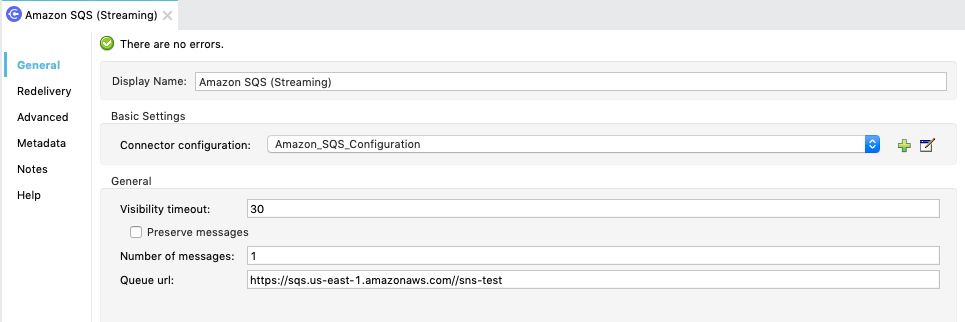 Amazon SQS (Streaming)
There are no errors.
General
Redelivery
Advanced
Metadata
Notes
Help
Display Name: Amazon SQS (Streaming)
Basic Settings
Connector configuration: Amazon_SQS_Configuration
General
Visibility timeout: 30
Preserve messages
Number of messages: 1
Queue url: https://sqs.us-east-1.amazonaws.com//sns-test